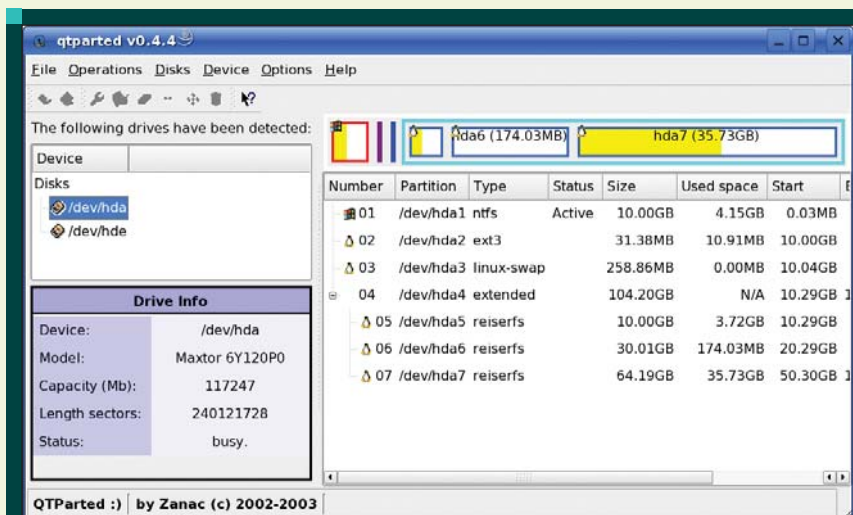 qtparted v0.4.4
File Operations Disks Device Options Help
The following drives have been detected:
Device
Disks
/dev/hda
/dev/hde
Drive Info
Device: /dev/hda
Model: Maxtor 6Y120P0
Capacity (Mb): 117247
Length sectors: 240121728
Status: busy.
hda6 (174.03MB) hda7 (35.73GB)
Number Partition Type Status Size Used space Start
01 /dev/hda1 ntfs Active 10.00GB 4.15GB 0.03MB
02 /dev/hda2 ext3 31.38MB 10.91MB 10.00GB
03 /dev/hda3 linux-swap 258.86MB 0.00MB 10.04GB
04 /dev/hda4 extended 104.20GB N/A 10.29GB 1
05 /dev/hda5 reiserfs 10.00GB 3.72GB 10.29GB
06 /dev/hda6 reiserfs 30.01GB 174.03MB 20.29GB
07 /dev/hda7 reiserfs 64.19GB 35.73GB 50.30GB 1
QTParted :) by Zanac (c) 2002-2003